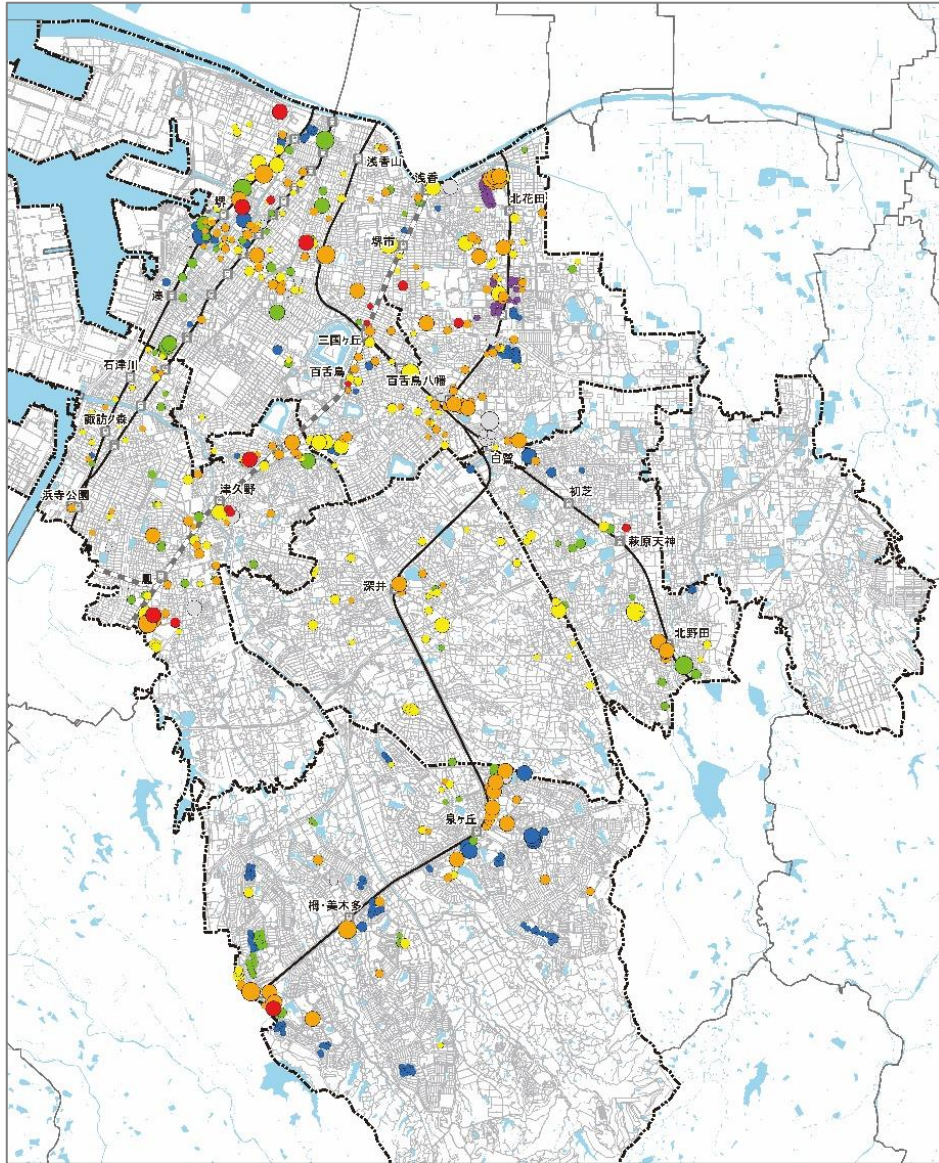 浅香山
浅香
北花田
堺
堺市
湊
三国ヶ丘
百舌鳥
石津川
百舌鳥八幡
諏訪ノ森
白鷺
津久野
初芝
浜寺公園
萩原天神
鳳
深井
北野田
泉ヶ丘
栂・美木多